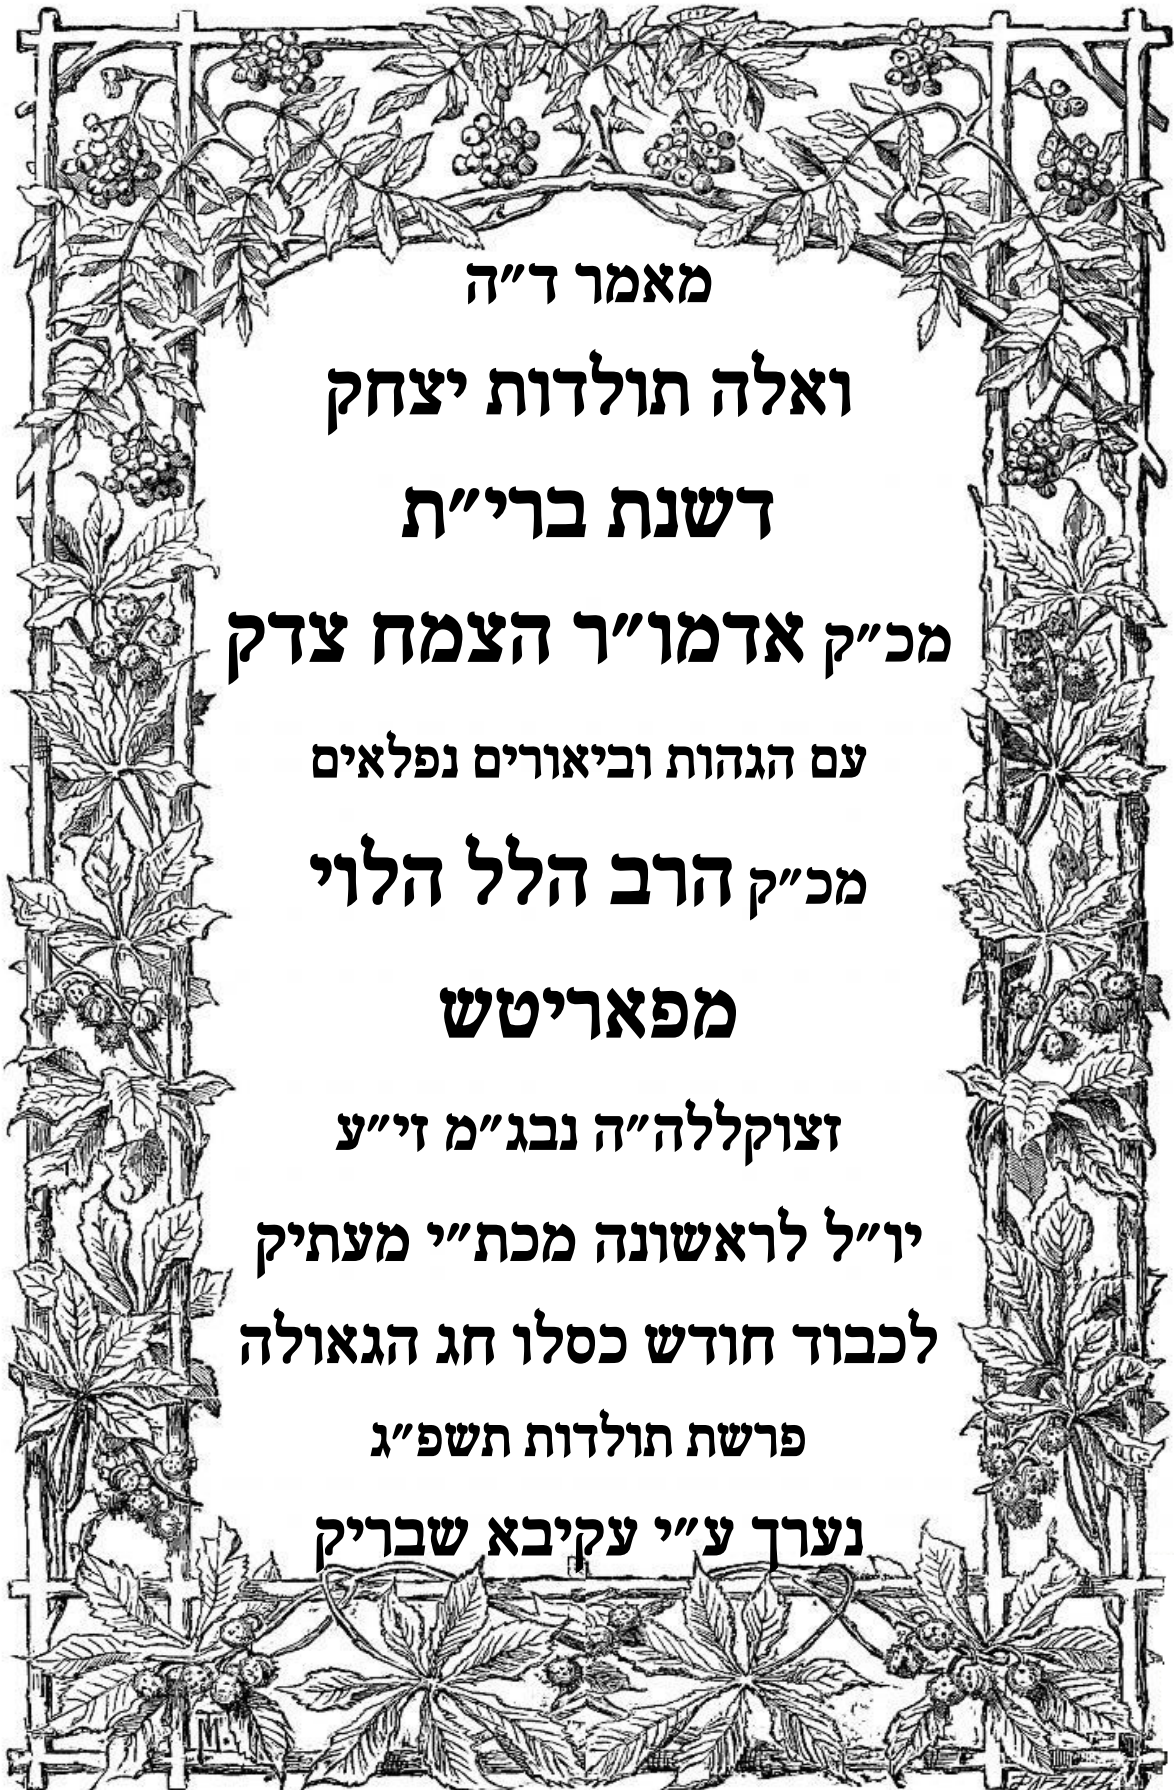 מאמר ד״ה
ואלה תולדות יצחק
דשנת ברי״ת
מכ״ק אדמו״ר הצמח צדק
עם הגהות וביאורים נפלאים
מכ״ק הרב הלל הלוי
מפאריטש
זצוקללה״ה נבג״מ זי״ע
יו״ל לראשונה מכת״י מעתיק
לכבוד חודש כסלו חג הגאולה
פרשת תולדות תשפ״ג
נערך ע״י עקיבא שבריק